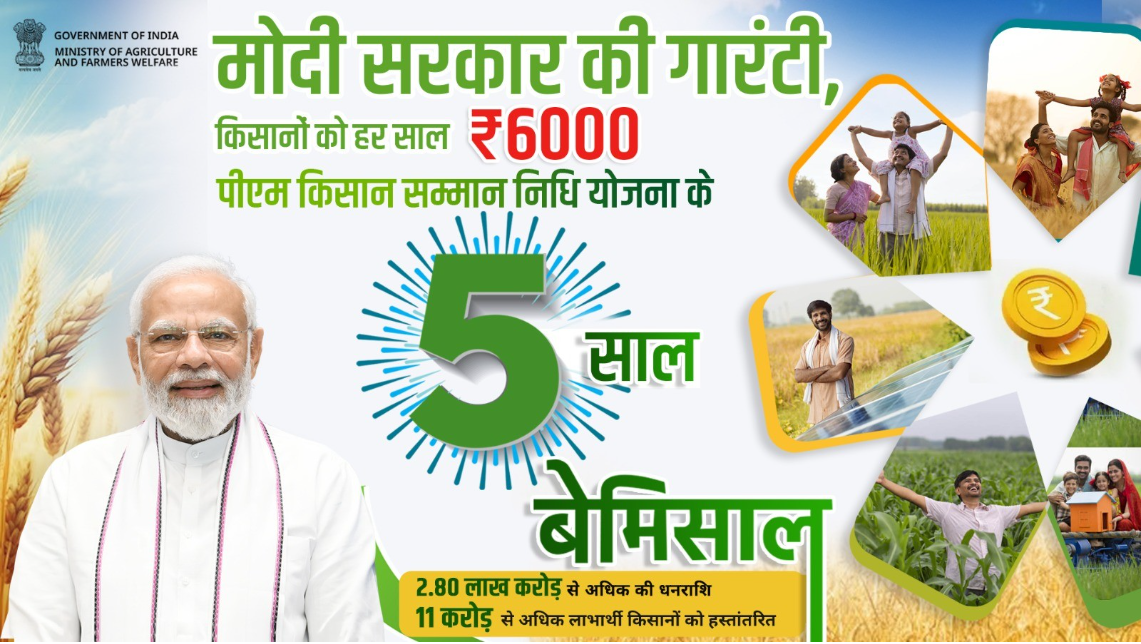 GOVERNMENT OF INDIA
MINISTRY OF AGRICULTURE
AND FARMERS WELFARE
मोदी सरकार की गारंटी,
किसानों को हर साल ₹6000
पीएम किसान सम्मान निधि योजना के
5 साल
बेमिसाल
2.80 लाख करोड़ से अधिक की धनराशि
11 करोड़ से अधिक लाभार्थी किसानों को हस्तांतरित